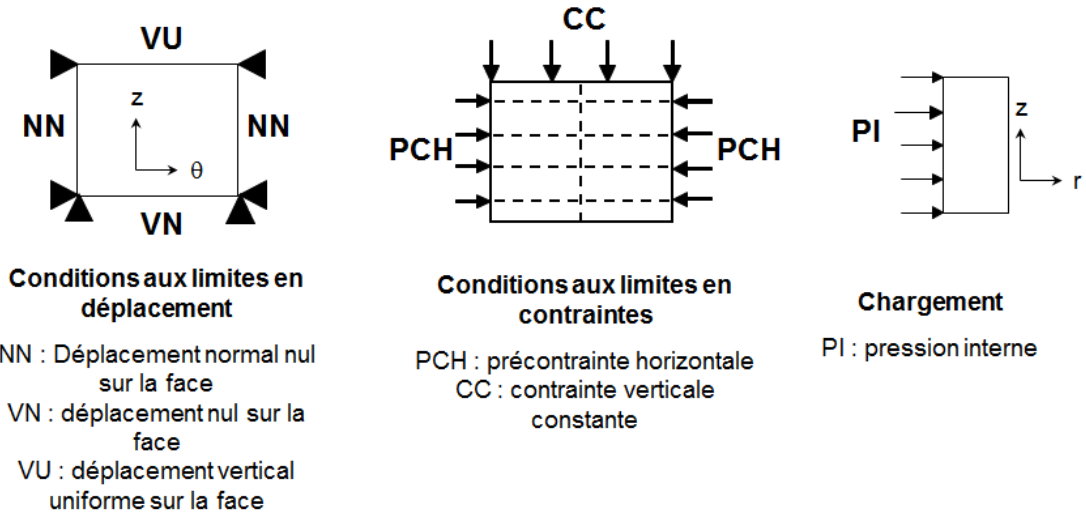 VU
NN
z
θ
NN
VN
Conditions aux limites en
déplacement
NN : Déplacement normal nul
sur la face
VN : déplacement nul sur la
face
VU : déplacement vertical
uniforme sur la face
CC
PCH
PCH
Conditions aux limites en
contraintes
PCH : précontrainte horizontale
CC : contrainte verticale
constante
PI
z
r
Chargement
PI : pression interne